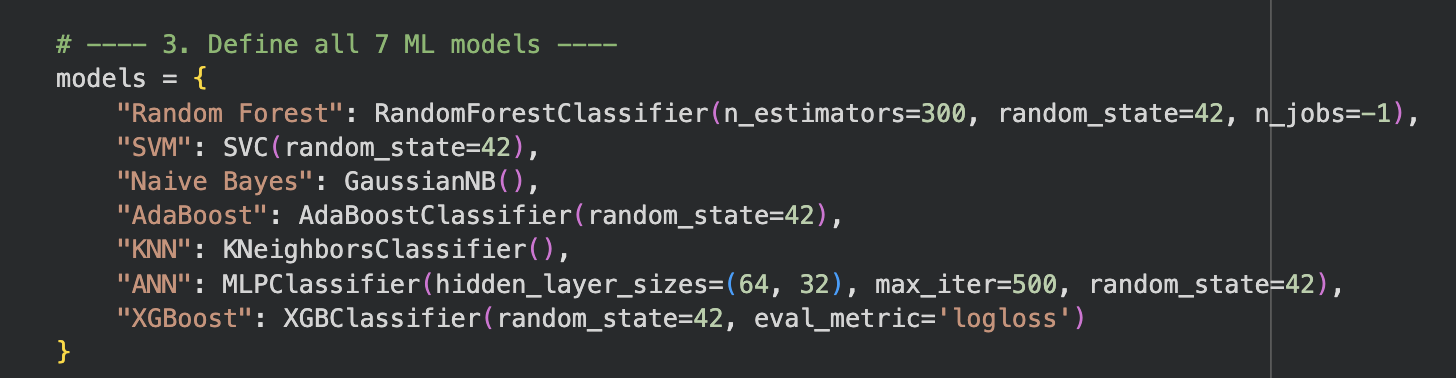 # ---- 3. Define all 7 ML models ----
models = {
    "Random Forest": RandomForestClassifier(n_estimators=300, random_state=42, n_jobs=-1),
    "SVM": SVC(random_state=42),
    "Naive Bayes": GaussianNB(),
    "AdaBoost": AdaBoostClassifier(random_state=42),
    "KNN": KNeighborsClassifier(),
    "ANN": MLPClassifier(hidden_layer_sizes=(64, 32), max_iter=500, random_state=42),
    "XGBoost": XGBClassifier(random_state=42, eval_metric='logloss')
}